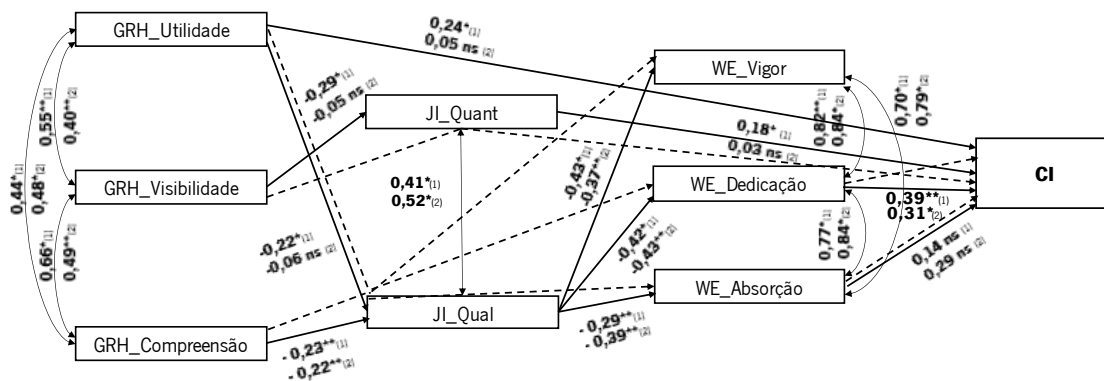 GRH_Utilidade
0,24* (1)
0,05 ns (2)
WE_Vigor
-0,29* (1)
-0,05 ns (2)
JI_Quant
0,55** (1)
0,40** (2)
0,82** (1)
0,84* (2)
0,70* (1)
0,79* (2)
0,18* (1)
0,03 ns (2)
0,44* (1)
0,48* (2)
GRH_Visibilidade
0,41* (1)
0,52* (2)
-0,43* (1)
-0,37** (2)
WE_Dedicação
CI
0,39** (1)
0,31* (2)
0,66* (1)
0,49** (2)
-0,22* (1)
-0,06 ns (2)
-0,42* (1)
-0,43** (2)
0,77* (1)
0,84* (2)
0,14 ns (1)
0,29 ns (2)
WE_Absorção
JI_Qual
GRH_Compreensão
- 0,23** (1)
- 0,22** (2)
- 0,29** (1)
- 0,39** (2)